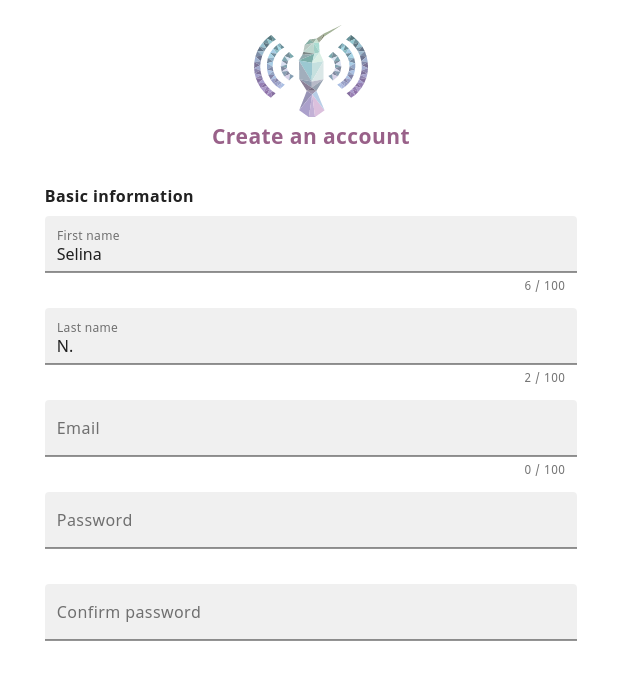 Create an account
Basic information
First name
Selina
6 / 100
Last name
N.
2 / 100
Email
0 / 100
Password
Confirm password